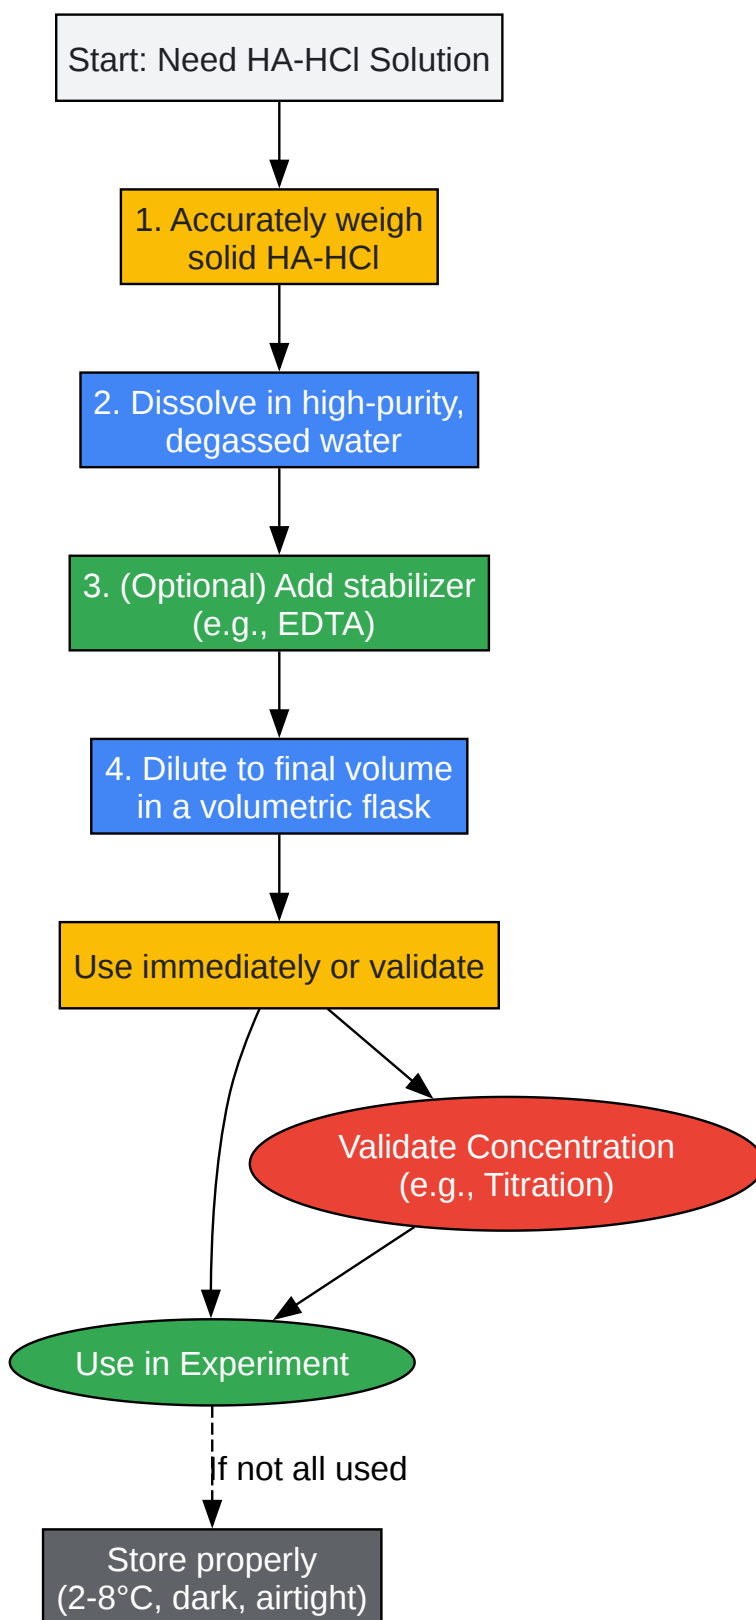 Start: Need HA-HCl Solution
1. Accurately weigh
solid HA-HCl
2. Dissolve in high-purity,
degassed water
3. (Optional) Add stabilizer
(e.g., EDTA)
4. Dilute to final volume
in a volumetric flask
Use immediately or validate
Validate Concentration
(e.g., Titration)
Use in Experiment
If not all used
Store properly
(2-8°C, dark, airtight)